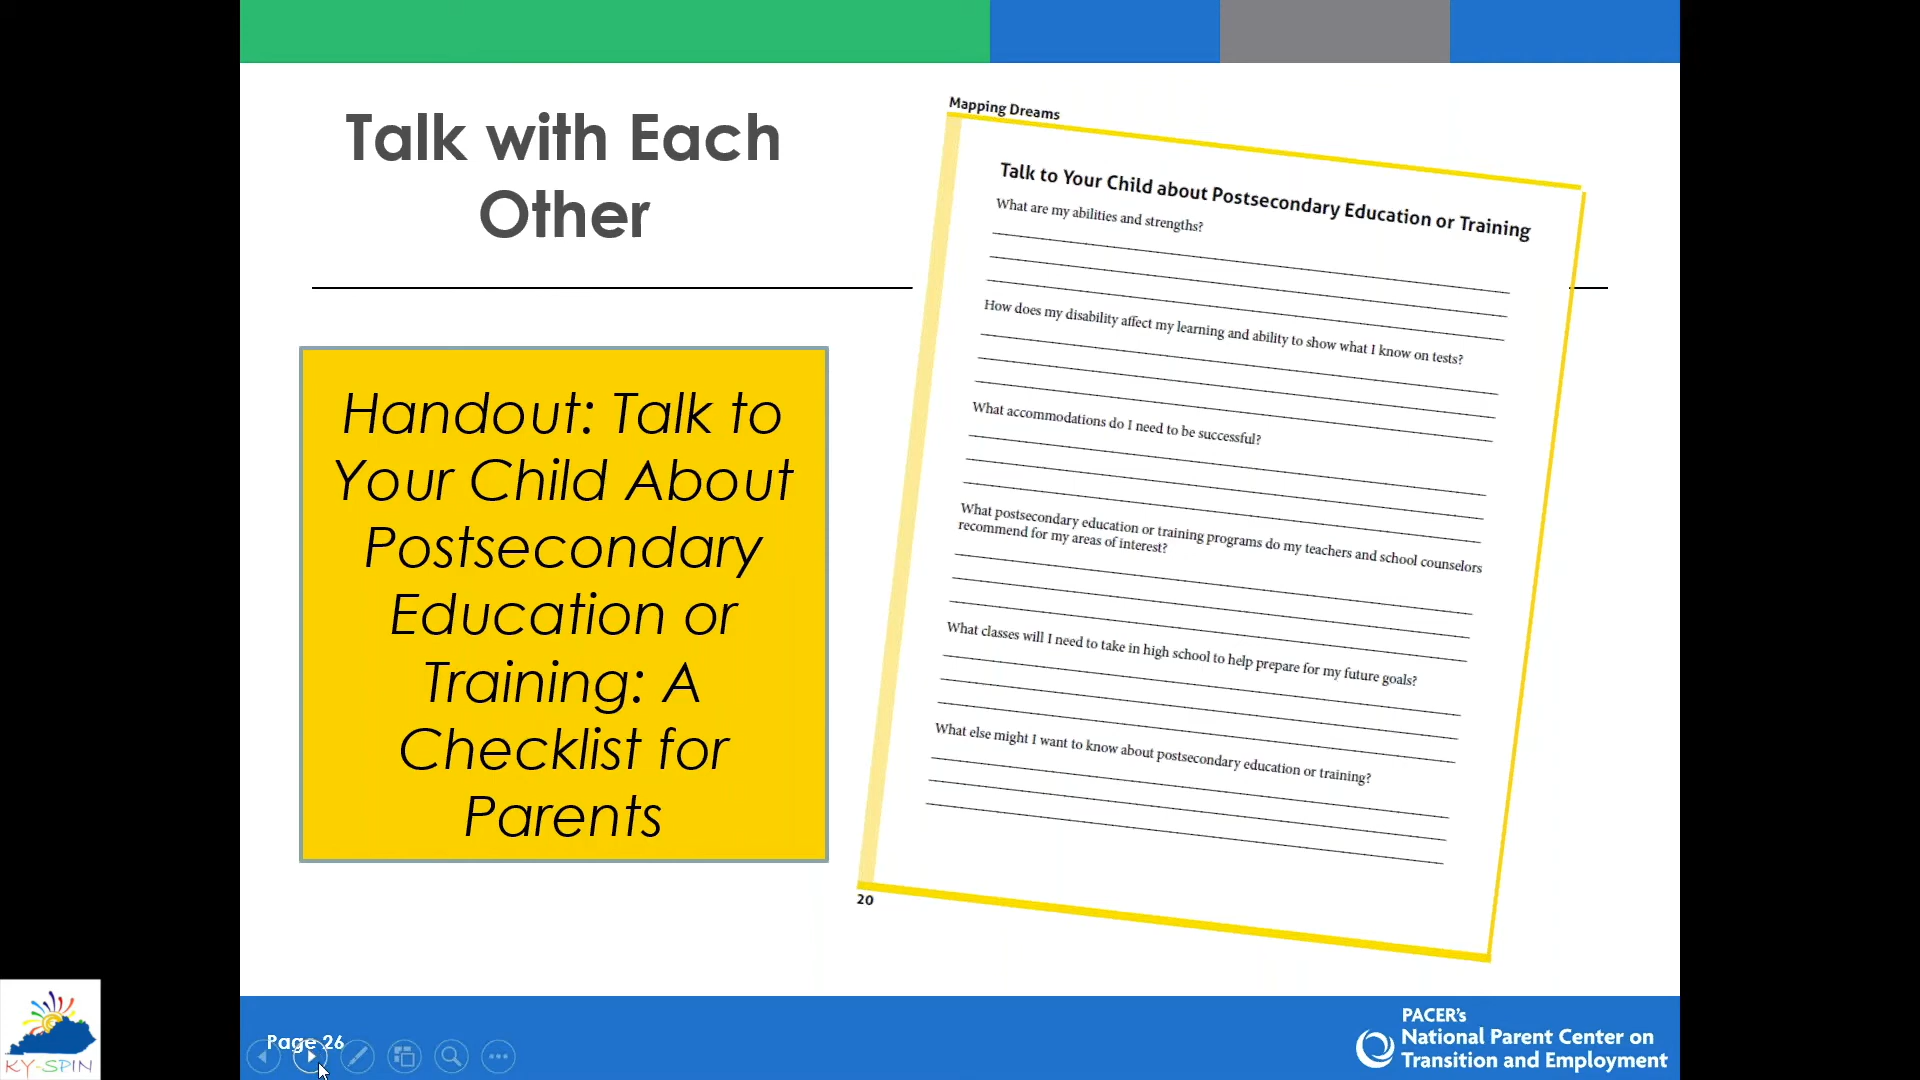 Talk with Each
Other
Handout: Talk to
Your Child About
Postsecondary
Education or
Training: A
Checklist for
Parents
Mapping Dreams
Talk to Your Child about Postsecondary Education or Training
What are my abilities and strengths?
How does my disability affect my learning and ability to show what I know on tests?
What accommodations do I need to be successful?
What postsecondary education or training programs do my teachers and school counselors
recommend for my areas of interest?
What classes will I need to take in high school to help prepare for my future goals?
What else might I want to know about postsecondary education or training?
20
KY-SPIN
Page 26
PACER's
National Parent Center on
Transition and Employment